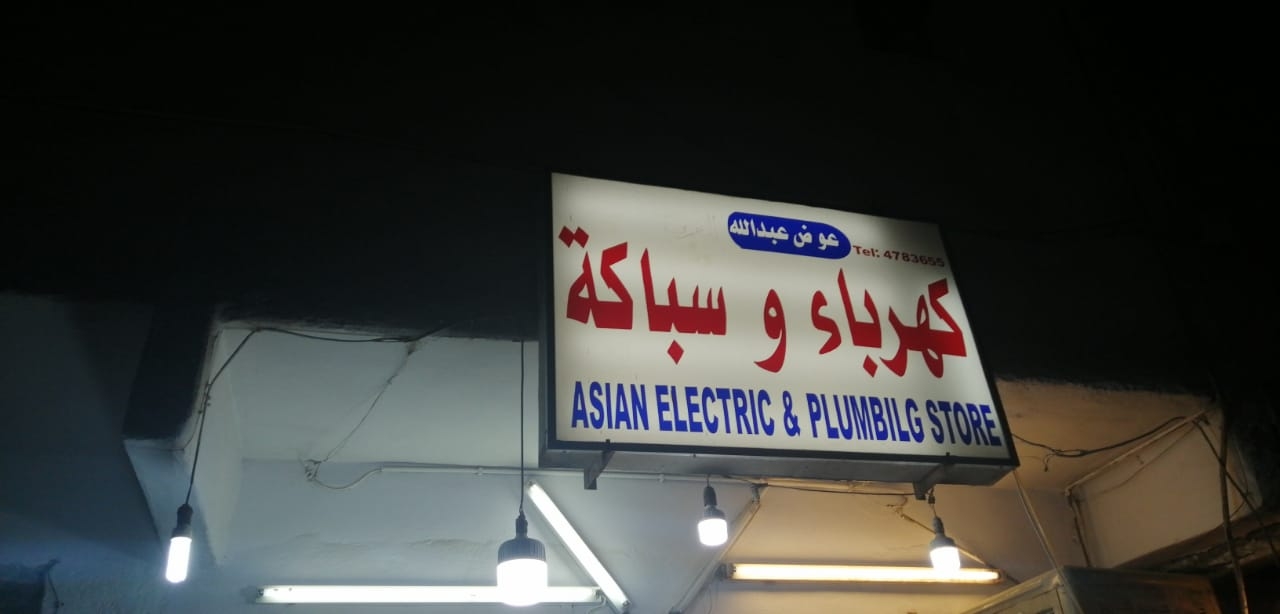 عوض عبدالله
Tel: 4783655
كهرباء و سباكة
ASIAN ELECTRIC & PLUMBILG STORE